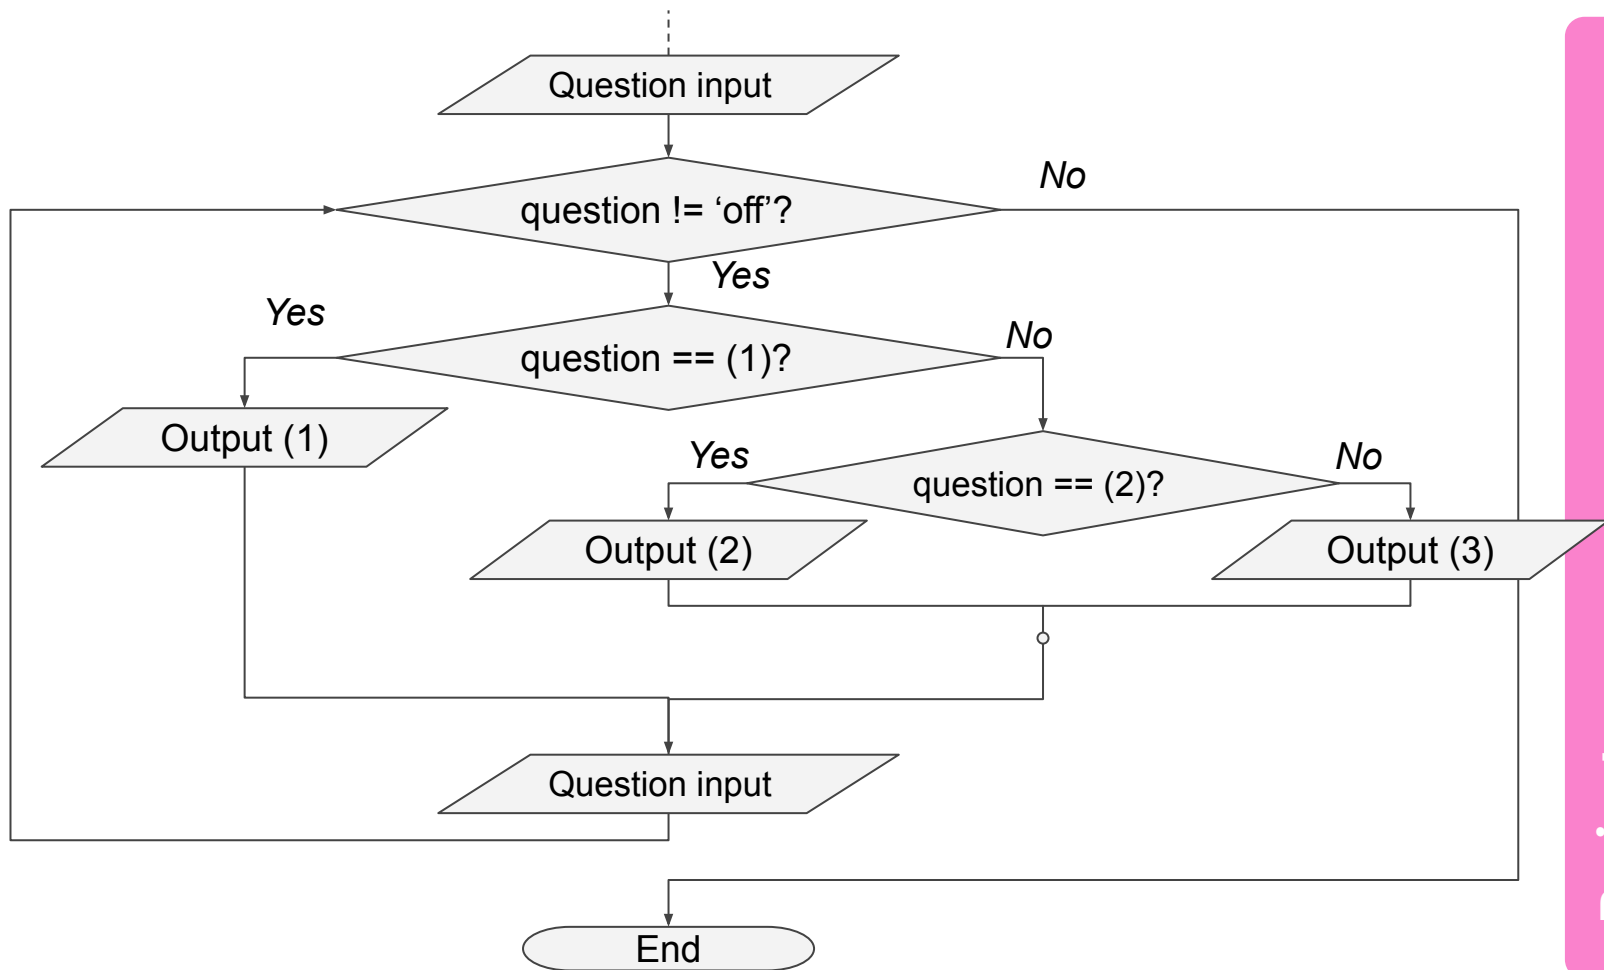 Question input
question != ‘off’?
No
Yes
Yes
question == (1)?
No
Output (1)
Yes
question == (2)?
No
Output (2)
Output (3)
Question input
End